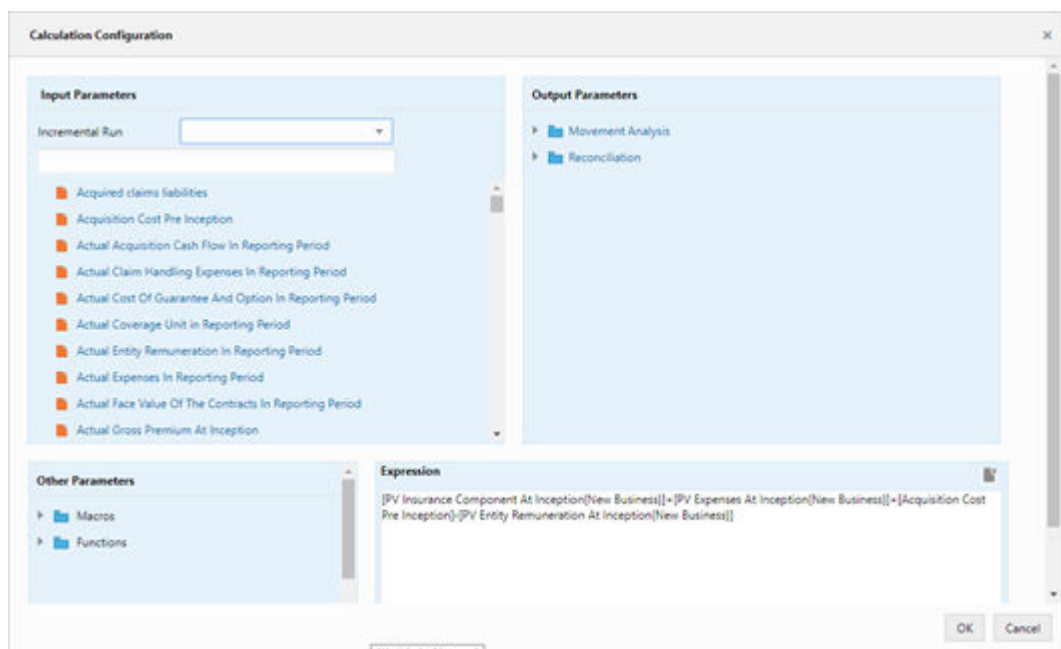 Calculation Configuration
Input Parameters
Incremental Run
Acquired claims liabilities
Acquisition Cost Pre Inception
Actual Acquisition Cash Flow In Reporting Period
Actual Claim Handling Expenses In Reporting Period
Actual Cost Of Guarantee And Option In Reporting Period
Actual Coverage Unit in Reporting Period
Actual Entity Remuneration In Reporting Period
Actual Expenses In Reporting Period
Actual Face Value Of The Contracts In Reporting Period
Actual Gross Premium At Inception
Output Parameters
Movement Analysis
Reconciliation
Other Parameters
Macros
Functions
Expression
[PV Insurance Component At Inception(New Business)]+[PV Expenses At Inception(New Business)]+[Acquisition Cost
Pre Inception]-[PV Entity Remuneration At Inception(New Business)]
OK Cancel